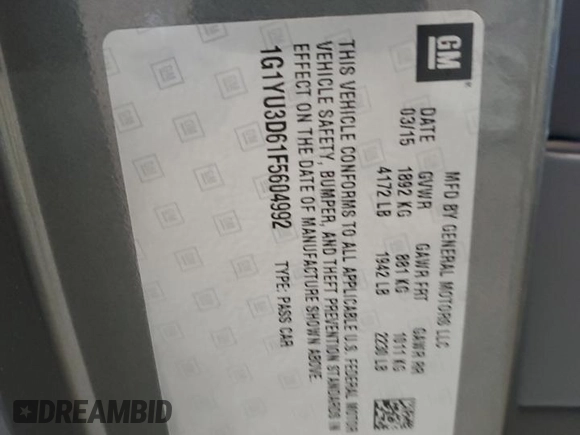 GM
MFD BY GENERAL MOTORS LLC
DATE GVWR GAWR FRT GAWR RR
03/15 1892 KG 881 KG 1011 KG
4172 LB 1942 LB 2230 LB
THIS VEHICLE CONFORMS TO ALL APPLICABLE U.S. FEDERAL MOTOR
VEHICLE SAFETY, BUMPER, AND THEFT PREVENTION STANDARDS IN
EFFECT ON THE DATE OF MANUFACTURE SHOWN ABOVE.
1G1YU3D61F5604992 TYPE: PASS CAR
DREAMBID